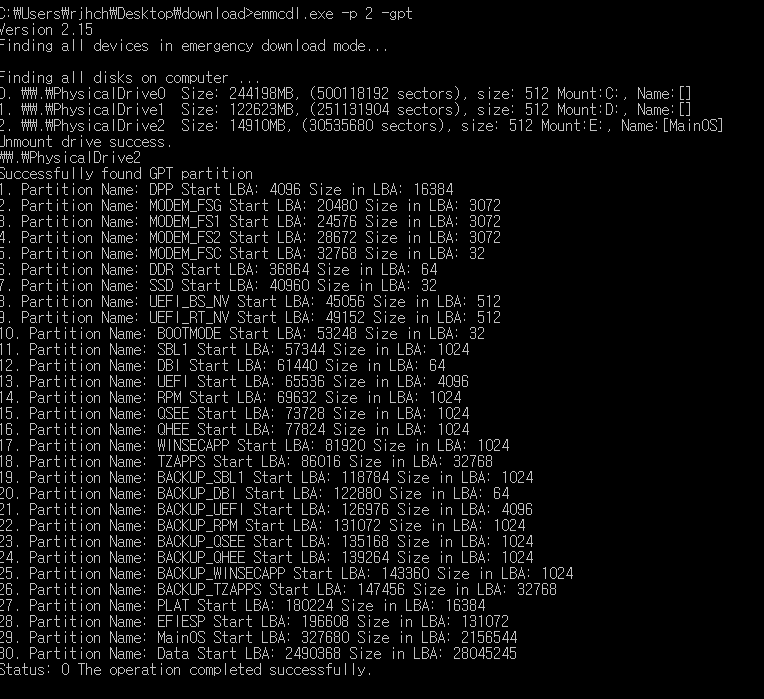 C:₩Users₩rjhch₩Desktop₩download>emmcdl.exe -p 2 -gpt
Version 2.15
Finding all devices in emergency download mode...
Finding all disks on computer ...
0. ₩₩.₩PhysicalDrive0 Size: 244198MB, (500118192 sectors), size: 512 Mount:C:, Name:[]
1. ₩₩.₩PhysicalDrive1 Size: 122623MB, (251131904 sectors), size: 512 Mount:D:, Name:[]
2. ₩₩.₩PhysicalDrive2 Size: 14910MB, (30535680 sectors), size: 512 Mount:E:, Name:[MainOS]
Unmount drive success.
₩₩.₩PhysicalDrive2
Successfully found GPT partition
1. Partition Name: DPP Start LBA: 4096 Size in LBA: 16384
2. Partition Name: MODEM_FSG Start LBA: 20480 Size in LBA: 3072
3. Partition Name: MODEM_FS1 Start LBA: 24576 Size in LBA: 3072
4. Partition Name: MODEM_FS2 Start LBA: 28672 Size in LBA: 3072
5. Partition Name: MODEM_FSC Start LBA: 32768 Size in LBA: 32
6. Partition Name: DDR Start LBA: 36864 Size in LBA: 64
7. Partition Name: SSD Start LBA: 40960 Size in LBA: 32
8. Partition Name: UEFI_BS_NV Start LBA: 45056 Size in LBA: 512
9. Partition Name: UEFI_RT_NV Start LBA: 49152 Size in LBA: 512
10. Partition Name: BOOTMODE Start LBA: 53248 Size in LBA: 32
11. Partition Name: SBL1 Start LBA: 57344 Size in LBA: 1024
12. Partition Name: DBI Start LBA: 61440 Size in LBA: 64
13. Partition Name: UEFI Start LBA: 65536 Size in LBA: 4096
14. Partition Name: RPM Start LBA: 69632 Size in LBA: 1024
15. Partition Name: QSEE Start LBA: 73728 Size in LBA: 1024
16. Partition Name: QHEE Start LBA: 77824 Size in LBA: 1024
17. Partition Name: WINSECAPP Start LBA: 81920 Size in LBA: 1024
18. Partition Name: TZAPPS Start LBA: 86016 Size in LBA: 32768
19. Partition Name: BACKUP_SBL1 Start LBA: 118784 Size in LBA: 1024
20. Partition Name: BACKUP_DBI Start LBA: 122880 Size in LBA: 64
21. Partition Name: BACKUP_UEFI Start LBA: 126976 Size in LBA: 4096
22. Partition Name: BACKUP_RPM Start LBA: 131072 Size in LBA: 1024
23. Partition Name: BACKUP_QSEE Start LBA: 135168 Size in LBA: 1024
24. Partition Name: BACKUP_QHEE Start LBA: 139264 Size in LBA: 1024
25. Partition Name: BACKUP_WINSECAPP Start LBA: 143360 Size in LBA: 1024
26. Partition Name: BACKUP_TZAPPS Start LBA: 147456 Size in LBA: 32768
27. Partition Name: PLAT Start LBA: 180224 Size in LBA: 16384
28. Partition Name: EFIESP Start LBA: 196608 Size in LBA: 131072
29. Partition Name: MainOS Start LBA: 327680 Size in LBA: 2156544
30. Partition Name: Data Start LBA: 2490368 Size in LBA: 28045245
Status: 0 The operation completed successfully.